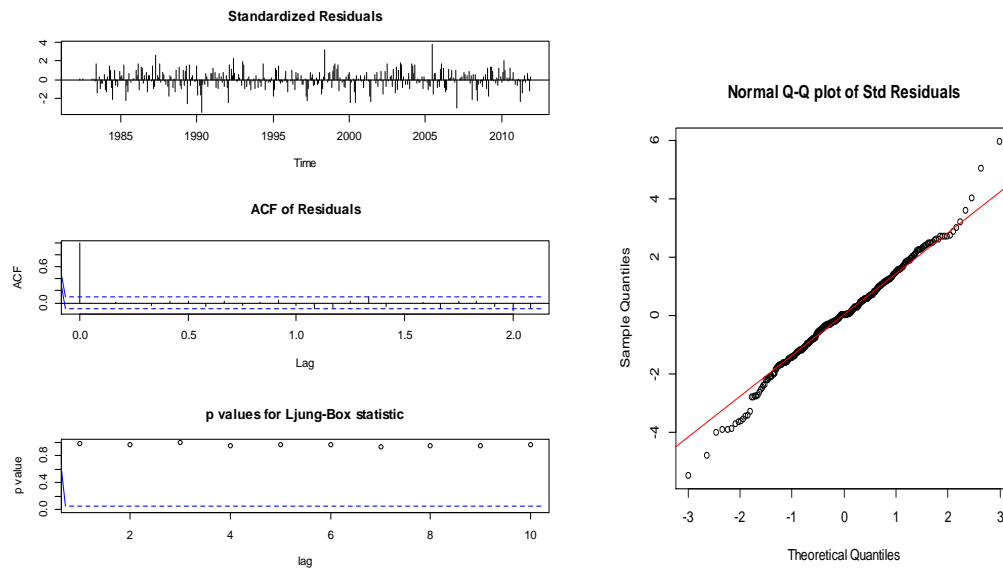 Standardized Residuals
4
2
0
-2
1985 1990 1995 2000 2005 2010
Time
ACF of Residuals
ACF
0.6
0.0
0.0 0.5 1.0 1.5 2.0
Lag
p values for Ljung-Box statistic
p value
0.8
0.4
0.0
2 4 6 8 10
lag
Normal Q-Q plot of Std Residuals
Sample Quantiles
6
4
2
0
-2
-4
-3 -2 -1 0 1 2 3
Theoretical Quantiles